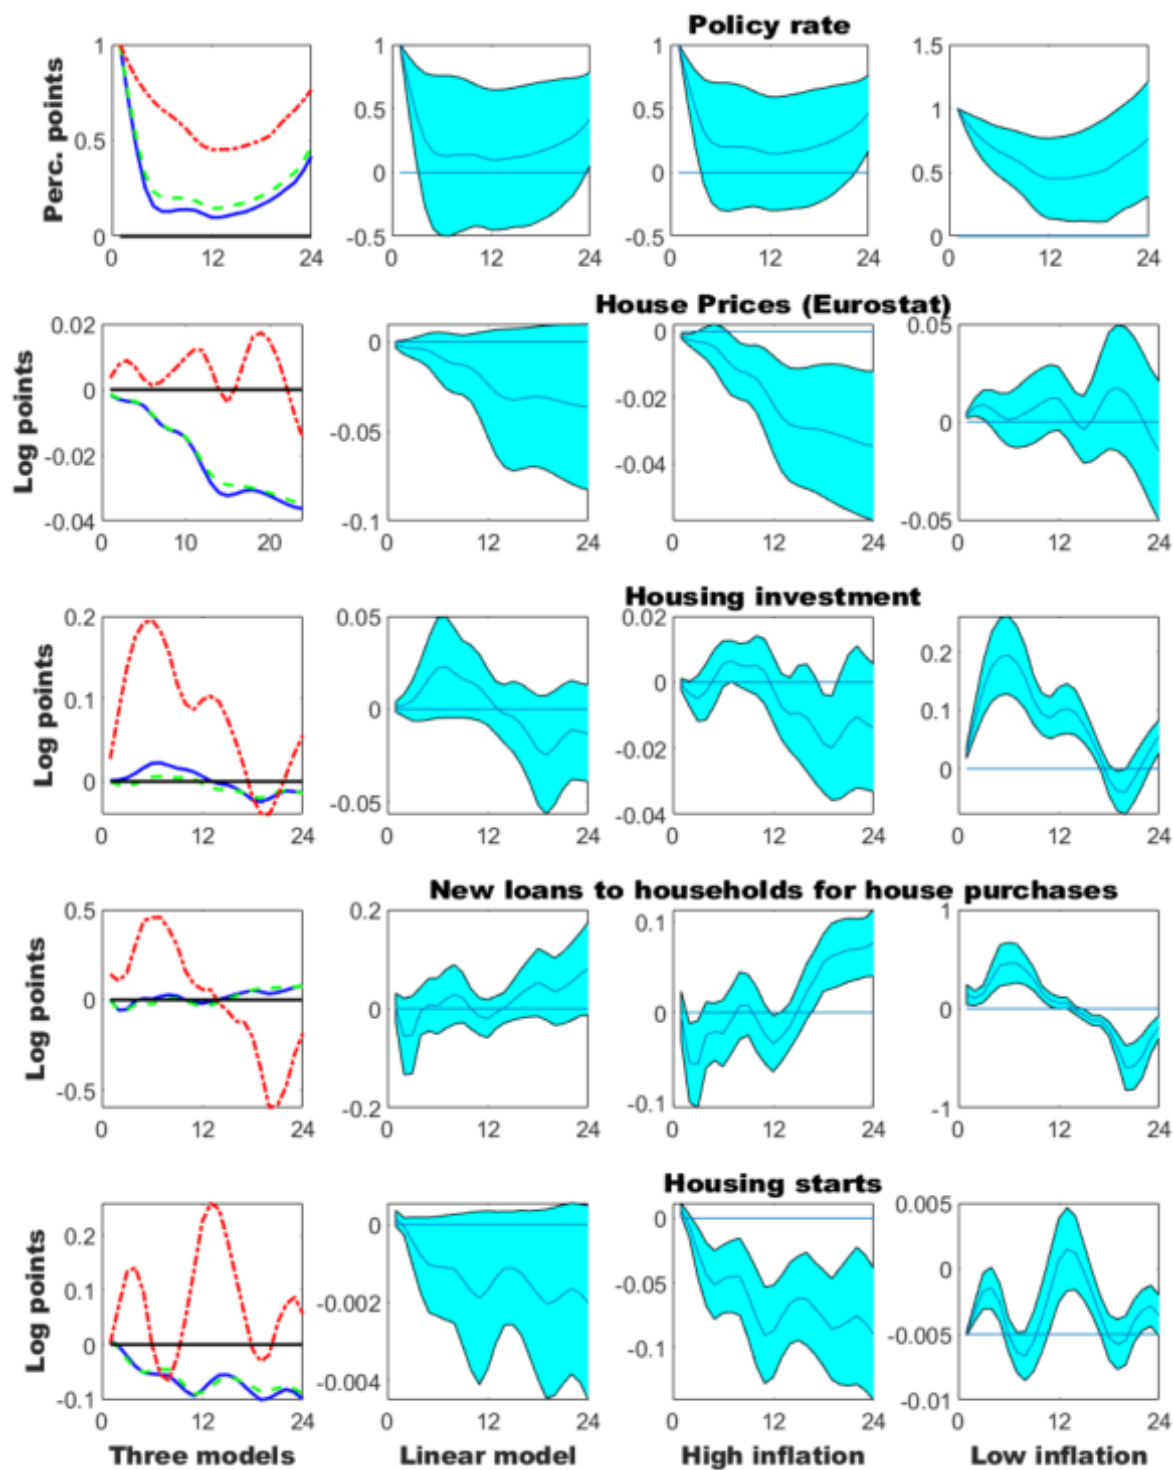 Policy rate
Perc. points
1
0.5
0
0 12 24
1
0.5
0
-0.5
0 12 24
1
0.5
0
-0.5
0 12 24
1.5
1
0.5
0
0 12 24
House Prices (Eurostat)
Log points
0.02
0
-0.02
-0.04
0 10 20
0
-0.05
-0.1
0 12 24
0
-0.02
-0.04
0 12 24
0.05
0
-0.05
0 12 24
Housing investment
Log points
0.2
0.1
0
0 12 24
0.05
0
-0.05
0 12 24
0.02
0
-0.02
-0.04
0 12 24
0.2
0.1
0
0 12 24
New loans to households for house purchases
Log points
0.5
0
-0.5
0 12 24
0.2
0
-0.2
0 12 24
0.1
0
-0.1
0 12 24
1
0
-1
0 12 24
Housing starts
Log points
0.2
0.1
0
-0.1
0 12 24
0
-0.002
-0.004
0 12 24
0
-0.05
-0.1
0 12 24
0.005
0
-0.005
-0.01
0 12 24
Three models
Linear model
High inflation
Low inflation